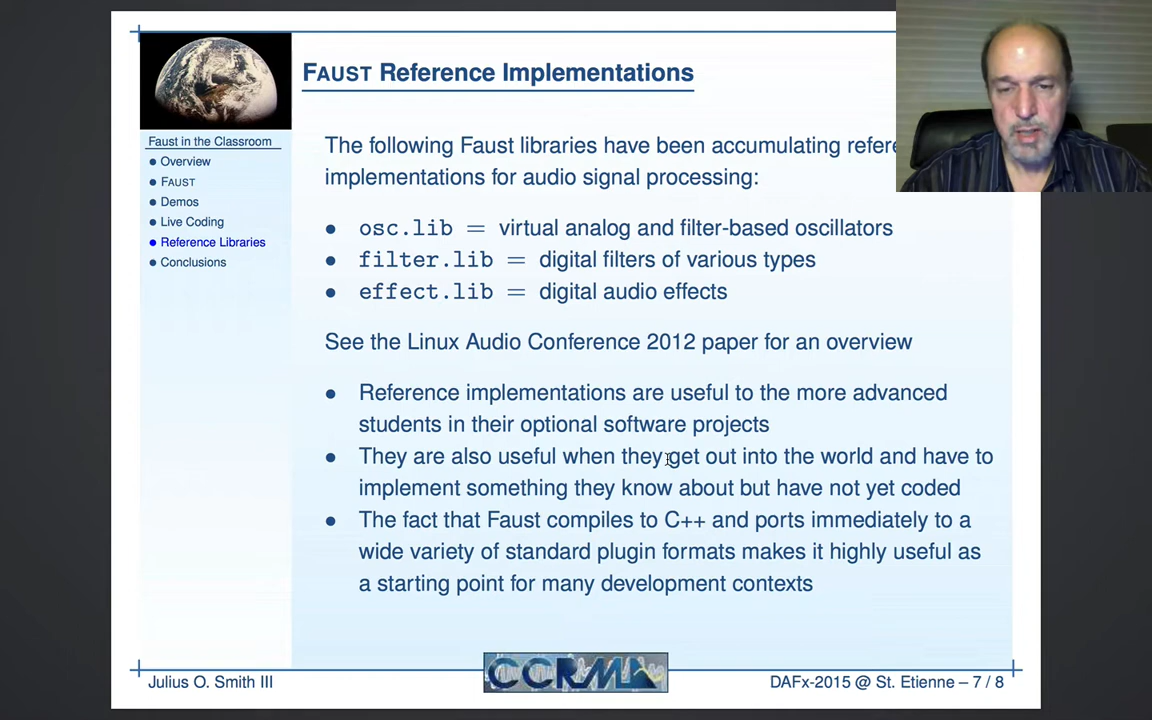 FAUST Reference Implementations
Faust in the Classroom
● Overview
● FAUST
● Demos
● Live Coding
● Reference Libraries
● Conclusions
The following Faust libraries have been accumulating
implementations for audio signal processing:
● osc.lib = virtual analog and filter-based oscillators
● filter.lib = digital filters of various types
● effect.lib = digital audio effects
See the Linux Audio Conference 2012 paper for an overview
● Reference implementations are useful to the more advanced
students in their optional software projects
● They are also useful when they get out into the world and have to
implement something they know about but have not yet coded
● The fact that Faust compiles to C++ and ports immediately to a
wide variety of standard plugin formats makes it highly useful as
a starting point for many development contexts
Julius O. Smith III
CCRMA
DAFx-2015 @ St. Etienne – 7 / 8